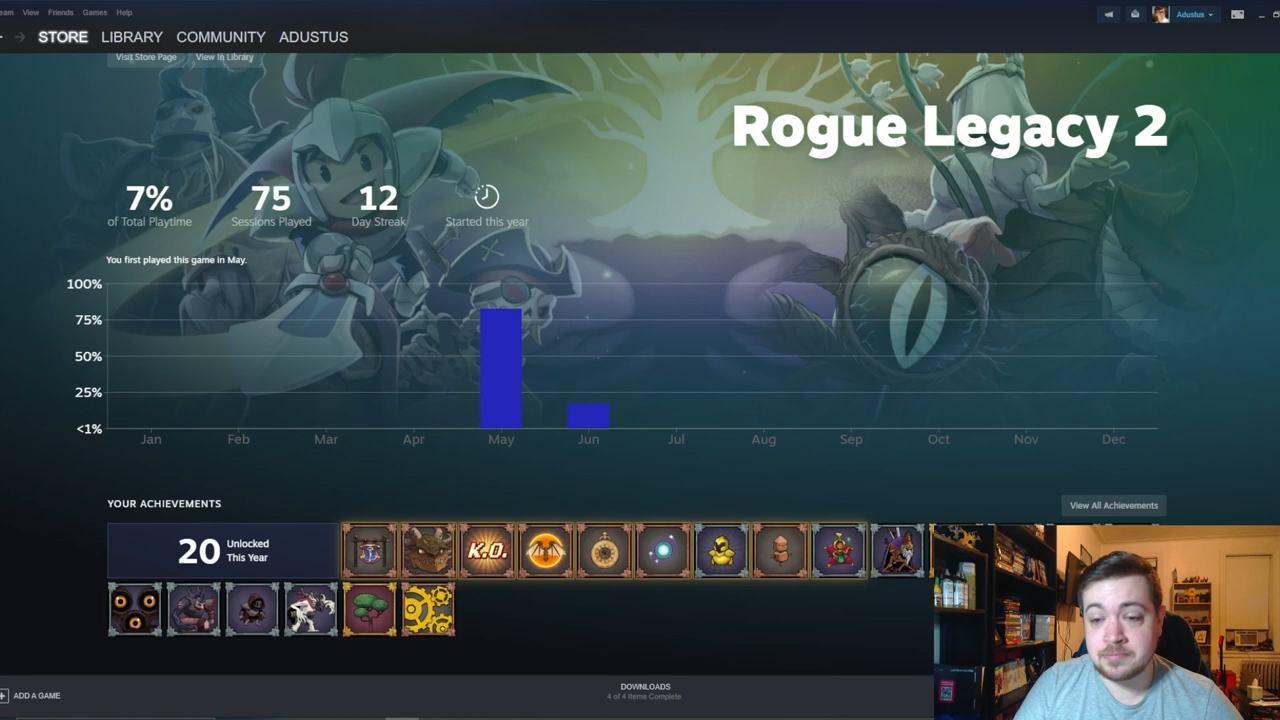 View Friends Games Help
Adustus
STORE LIBRARY COMMUNITY ADUSTUS
Visit Store Page View In Library
Rogue Legacy 2
7% 75 12
of Total Playtime Sessions Played Day Streak Started this year
You first played this game in May.
100%
75%
50%
25%
<1%
Jan Feb Mar Apr May Jun Jul Aug Sep Oct Nov Dec
YOUR ACHIEVEMENTS
View All Achievements
20 Unlocked
This Year
K.O.
DOWNLOADS
ADD A GAME
4 of 4 Items Complete